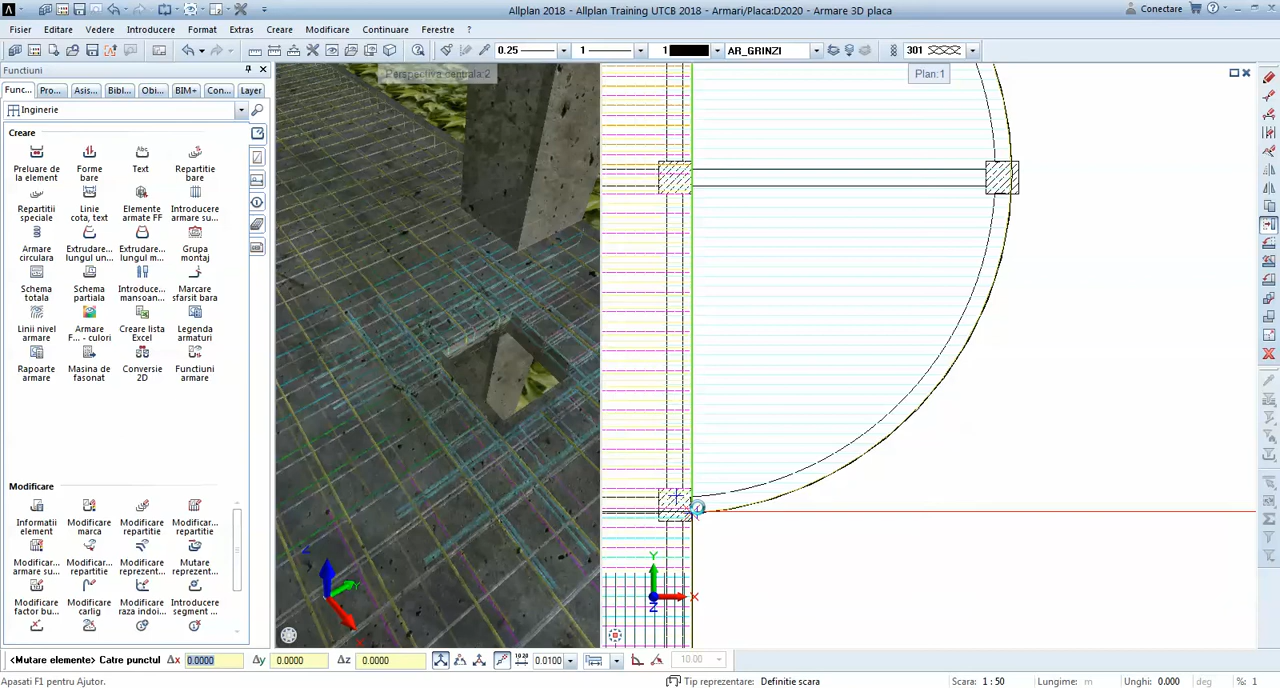 Allplan 2018 - Allplan Training UTCB - Armari/Placa:D2020 - Armare 3D placa
Conectare
Fisier Editare Vedere Introducere Format Extras Creare Modificare Continuare Ferestre ?
0.25 1 1 AR_GRINZI 301
Functiuni
Perspectiva centrala:2
Plan:1
Func... Pro... Asis... Bibl... Obi... BIM+ Con... Layer
Inginerie
Creare
Preluare de la element
Forme bare
Text
Repartitie bare
Repartitii speciale
Linie cota, text
Elemente armate FF
Introducere armare su...
Armare circulara
Extrudare... lungul un...
Extrudare... lungul m...
Grupa montaj
Schema totala
Schema partiala
Introduce... mansoan...
Marcare sfarsit bara
Linii nivel armare
Armare F... - culori
Creare lista Excel
Legenda armaturi
Rapoarte armare
Masina de fasonat
Conversie 2D
Functiuni armare
Modificare
Informatii element
Modificare marca
Modificare repartitie
Modificar... repartitie
Modificar... armare su...
Modificar... repartitie
Modificare reprezent...
Mutare reprezent...
Modificare factor bu...
Modificare carlig
Modificare raza indoi...
Introducere segment ...
Z Y X
Y X Z
<Mutare elemente> Catre punctul Δx 0.0000 Δy 0.0000 Δz 0.0000 0.0100 10.00
Apasati F1 pentru Ajutor.
Tip reprezentare: Definitie scara Scara: 1 : 50 Lungime: m Unghi: 0.000 deg %: 1